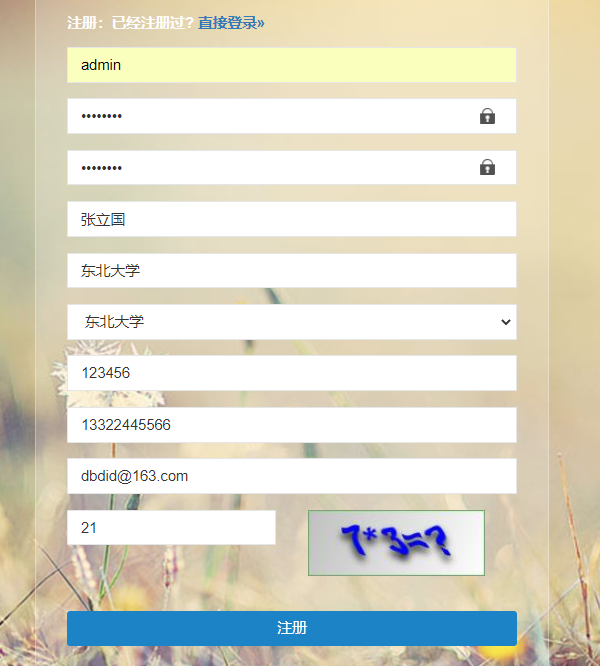 注册：已经注册过？直接登录»
admin
••••••••
••••••••
张立国
东北大学
东北大学
123456
13322445566
dbdid@163.com
21
7*3=?
注册